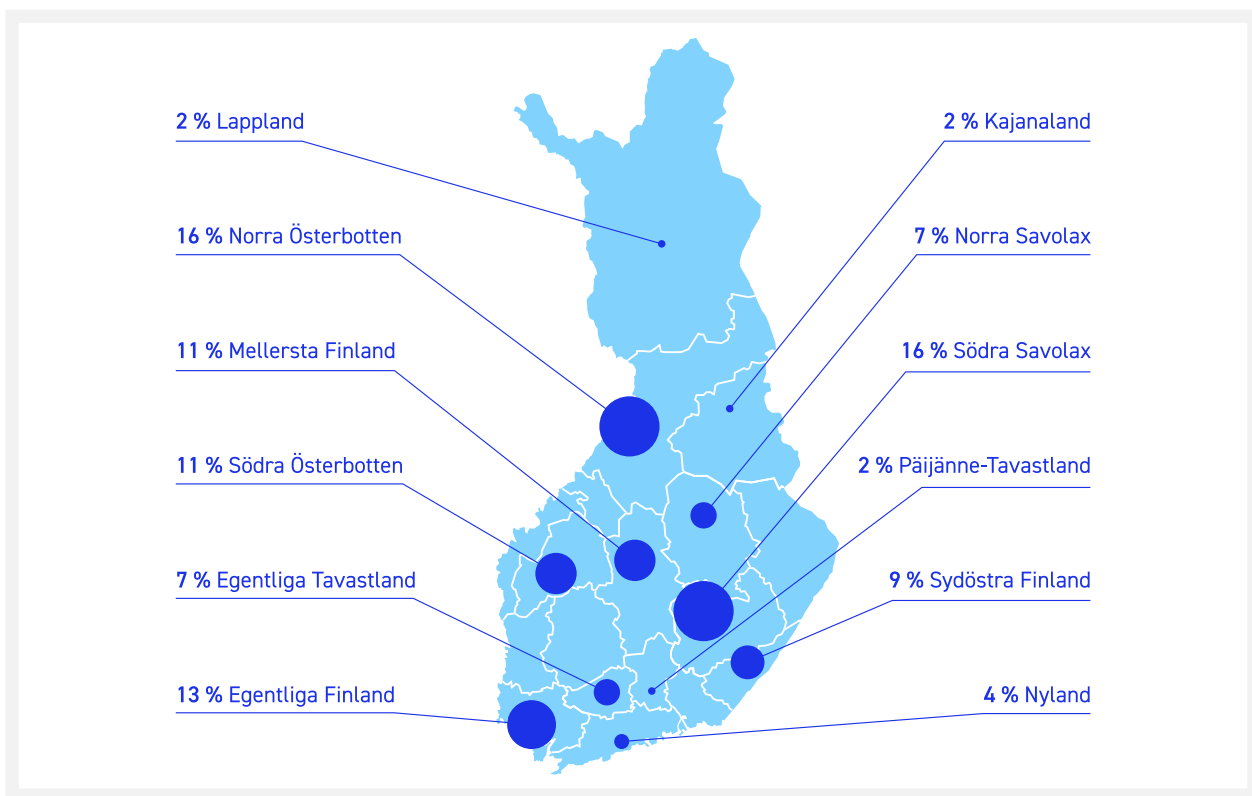 2 % Lappland
16 % Norra Österbotten
11 % Mellersta Finland
11 % Södra Österbotten
7 % Egentliga Tavastland
13 % Egentliga Finland
2 % Kajanaland
7 % Norra Savolax
16 % Södra Savolax
2 % Päijänne-Tavastland
9 % Sydöstra Finland
4 % Nyland